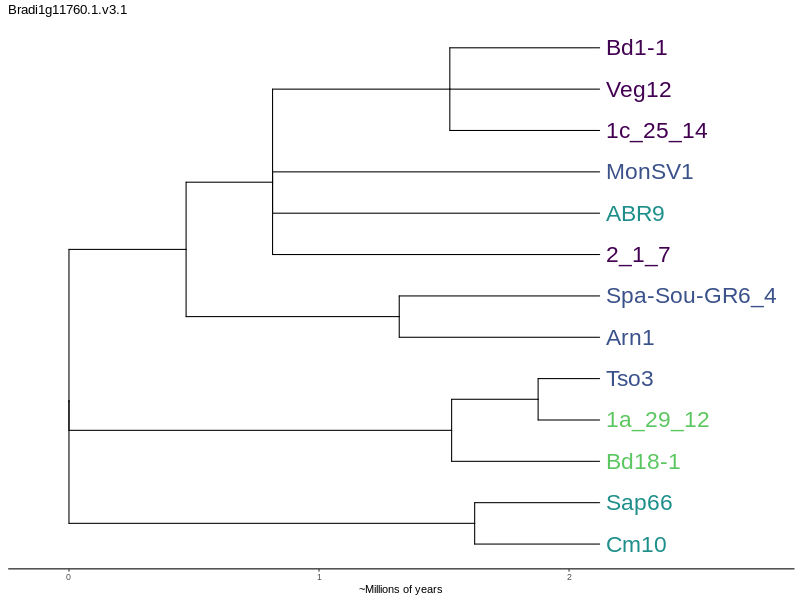 Bradi1g11760.1.v3.1
Bd1-1
Veg12
1c_25_14
MonSV1
ABR9
2_1_7
Spa-Sou-GR6_4
Arn1
Tso3
1a_29_12
Bd18-1
Sap66
Cm10
0 1 2
~Millions of years